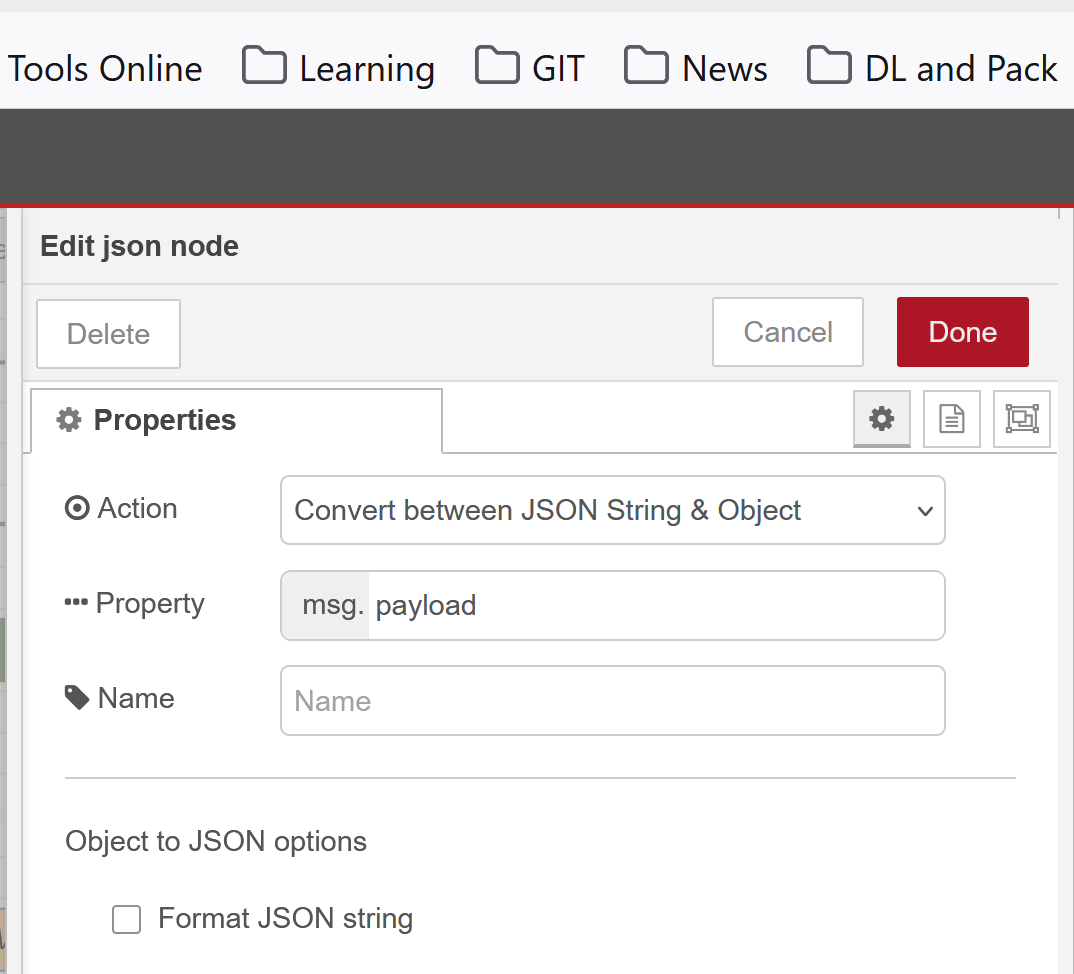 Tools Online Learning GIT News DL and Pack
Edit json node
Delete Cancel Done
Properties
Action Convert between JSON String & Object
Property msg. payload
Name Name
Object to JSON options
Format JSON string